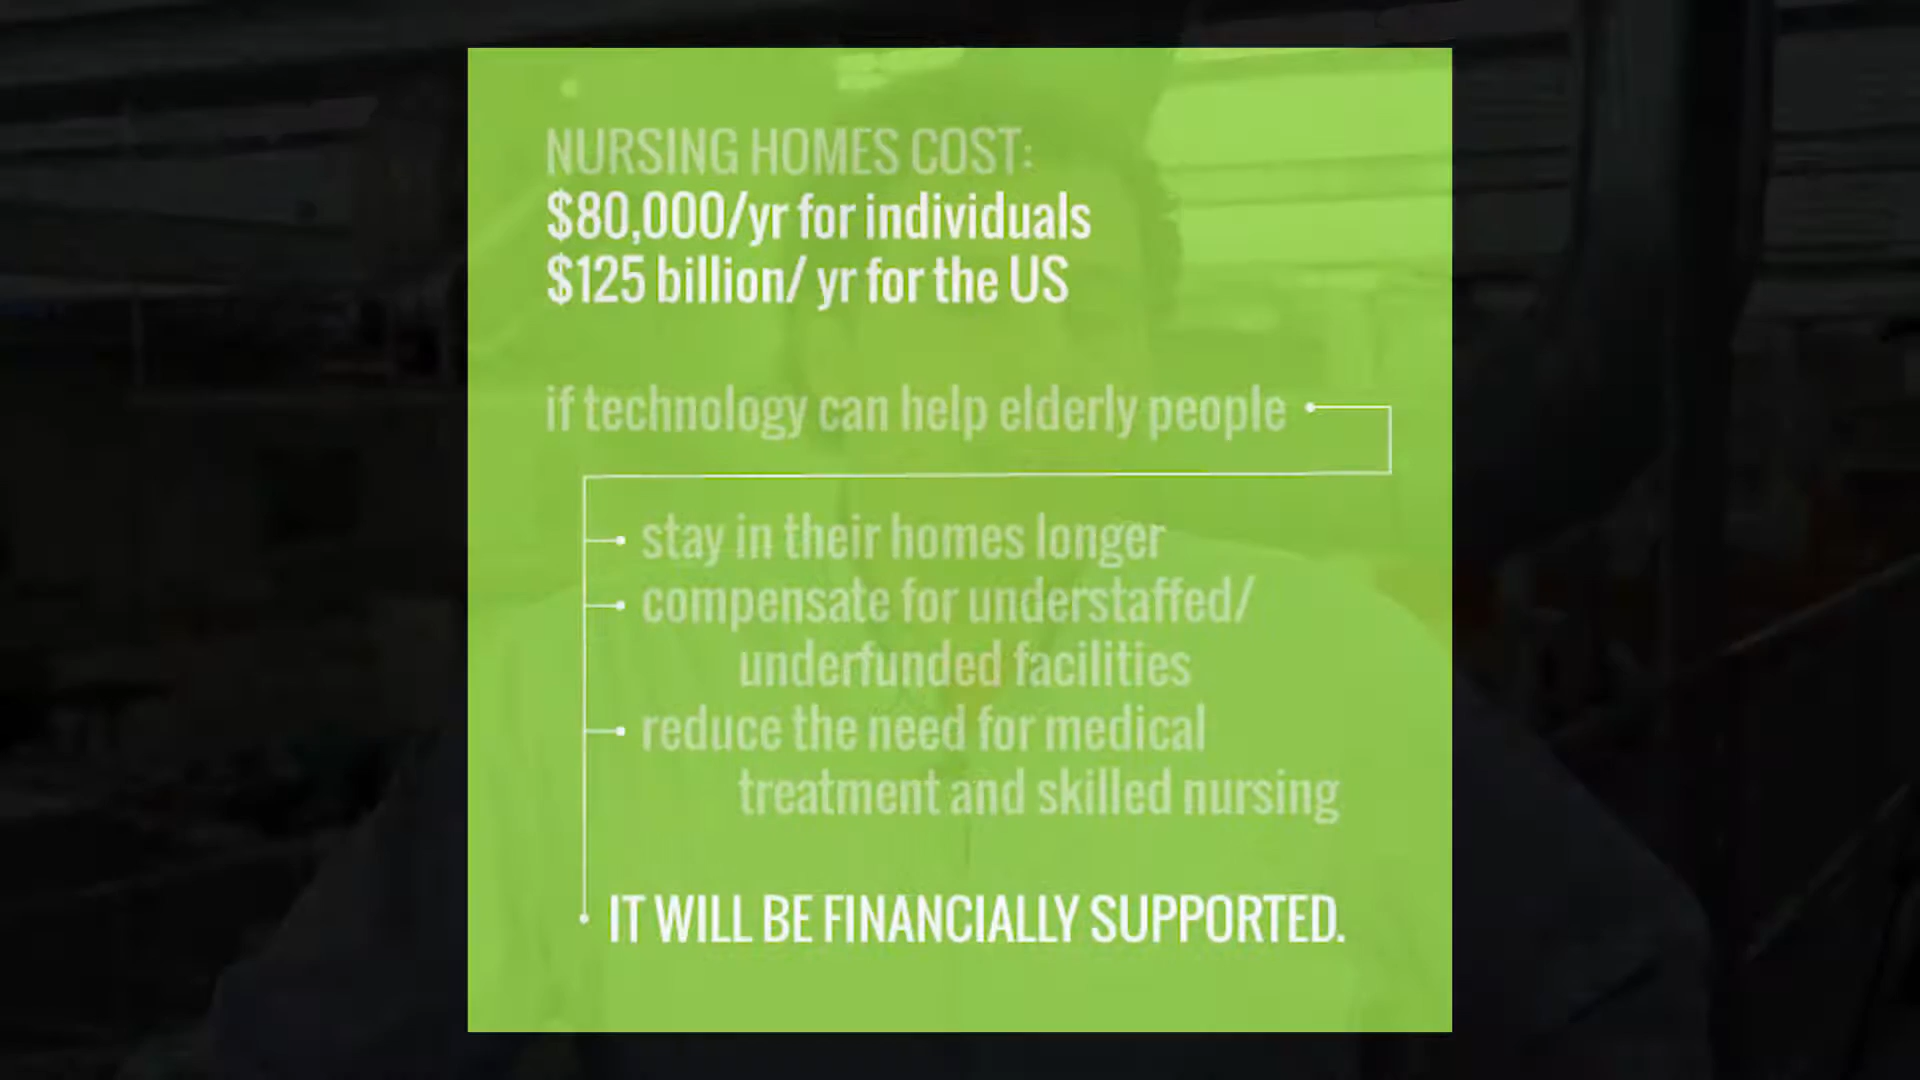 NURSING HOMES COST:
$80,000/yr for individuals
$125 billion/ yr for the US
if technology can help elderly people
stay in their homes longer
compensate for understaffed/
underfunded facilities
reduce the need for medical
treatment and skilled nursing
IT WILL BE FINANCIALLY SUPPORTED.